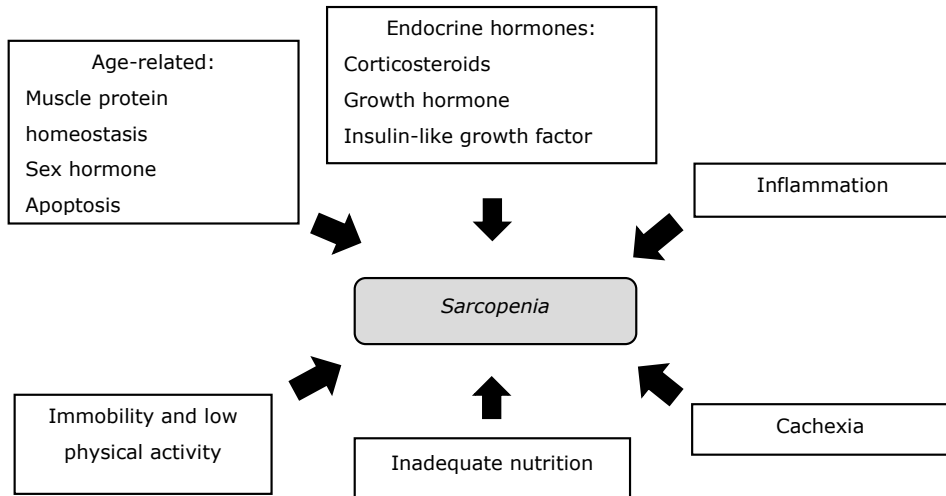 Endocrine hormones:
Corticosteroids
Growth hormone
Insulin-like growth factor
Age-related:
Muscle protein
homeostasis
Sex hormone
Apoptosis
Inflammation
Sarcopenia
Immobility and low
physical activity
Inadequate nutrition
Cachexia